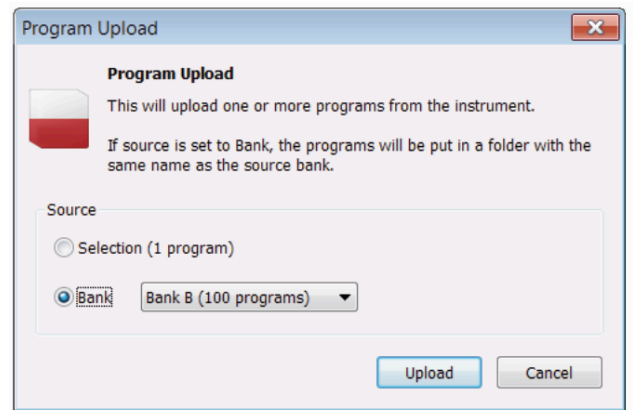 Program Upload
Program Upload
This will upload one or more programs from the instrument.
If source is set to Bank, the programs will be put in a folder with the
same name as the source bank.
Source
Selection (1 program)
Bank Bank B (100 programs)
Upload Cancel